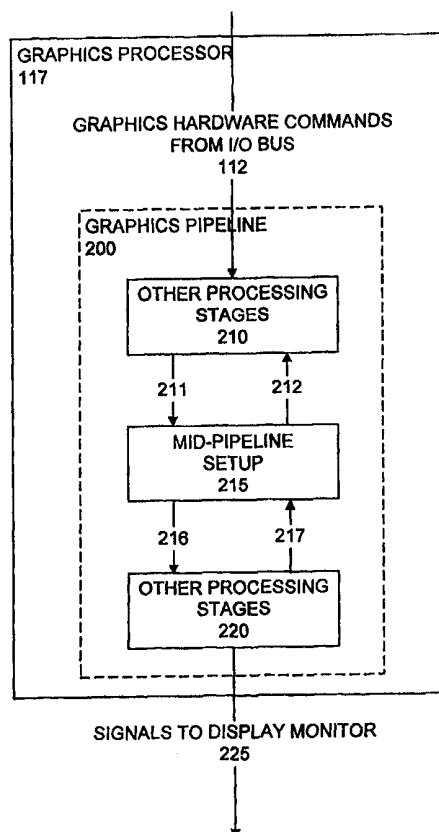 GRAPHICS PROCESSOR
117
GRAPHICS HARDWARE COMMANDS
FROM I/O BUS
112
GRAPHICS PIPELINE
200
OTHER PROCESSING
STAGES
210
211
212
MID-PIPELINE
SETUP
215
216
217
OTHER PROCESSING
STAGES
220
SIGNALS TO DISPLAY MONITOR
225